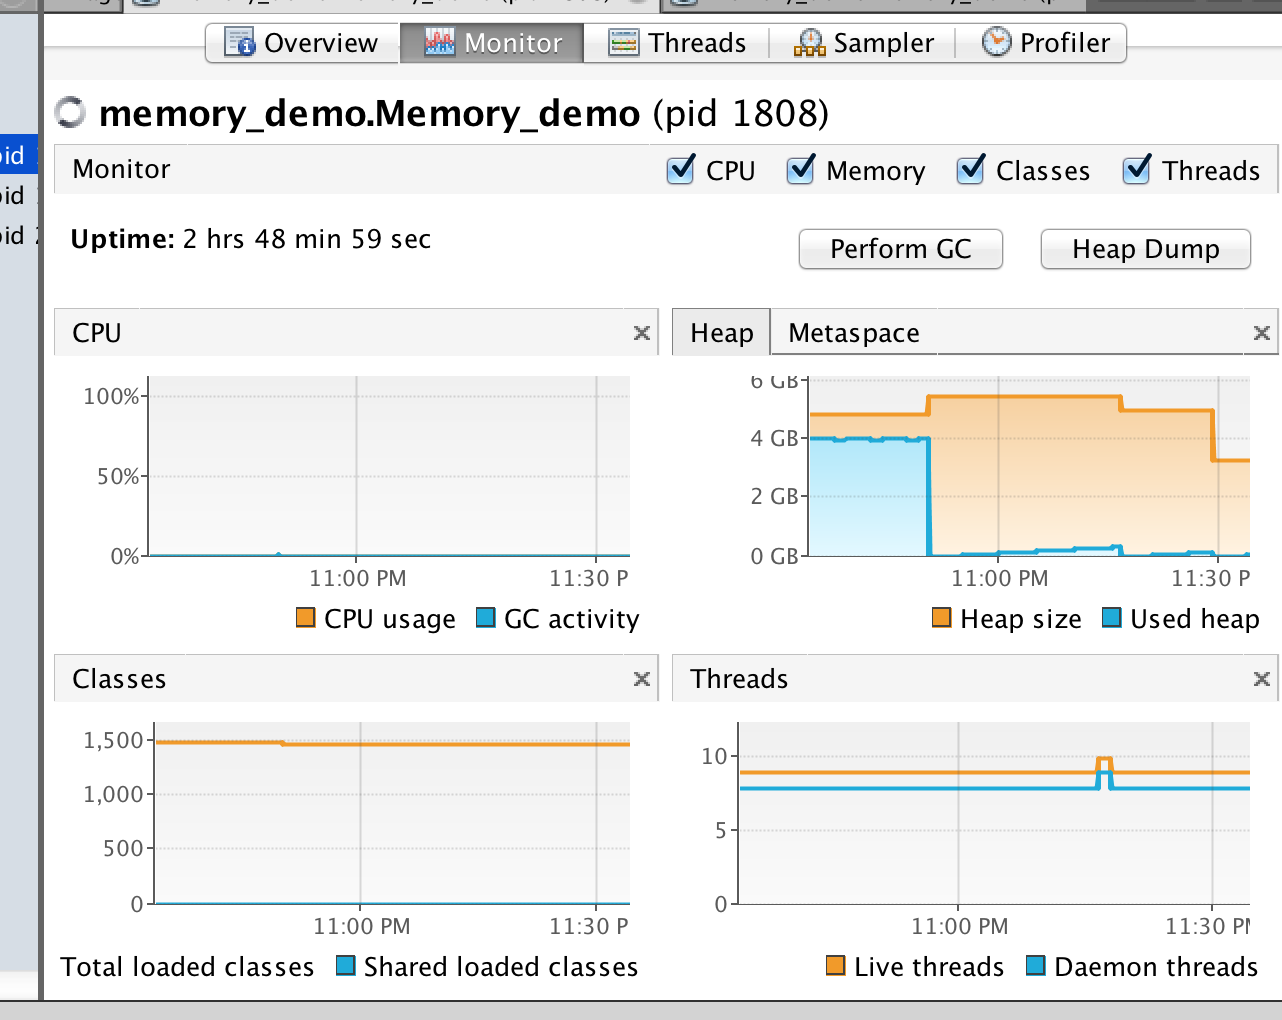 Overview Monitor Threads Sampler Profiler
memory_demo.Memory_demo (pid 1808)
pid
pid
pid
Monitor CPU Memory Classes Threads
Uptime: 2 hrs 48 min 59 sec
Perform GC Heap Dump
CPU
100%
50%
0%
11:00 PM 11:30 P
CPU usage GC activity
Heap Metaspace
6 GB
4 GB
2 GB
0 GB
11:00 PM 11:30 P
Heap size Used heap
Classes
1,500
1,000
500
0
11:00 PM 11:30 P
Total loaded classes Shared loaded classes
Threads
10
5
0
11:00 PM 11:30 PM
Live threads Daemon threads